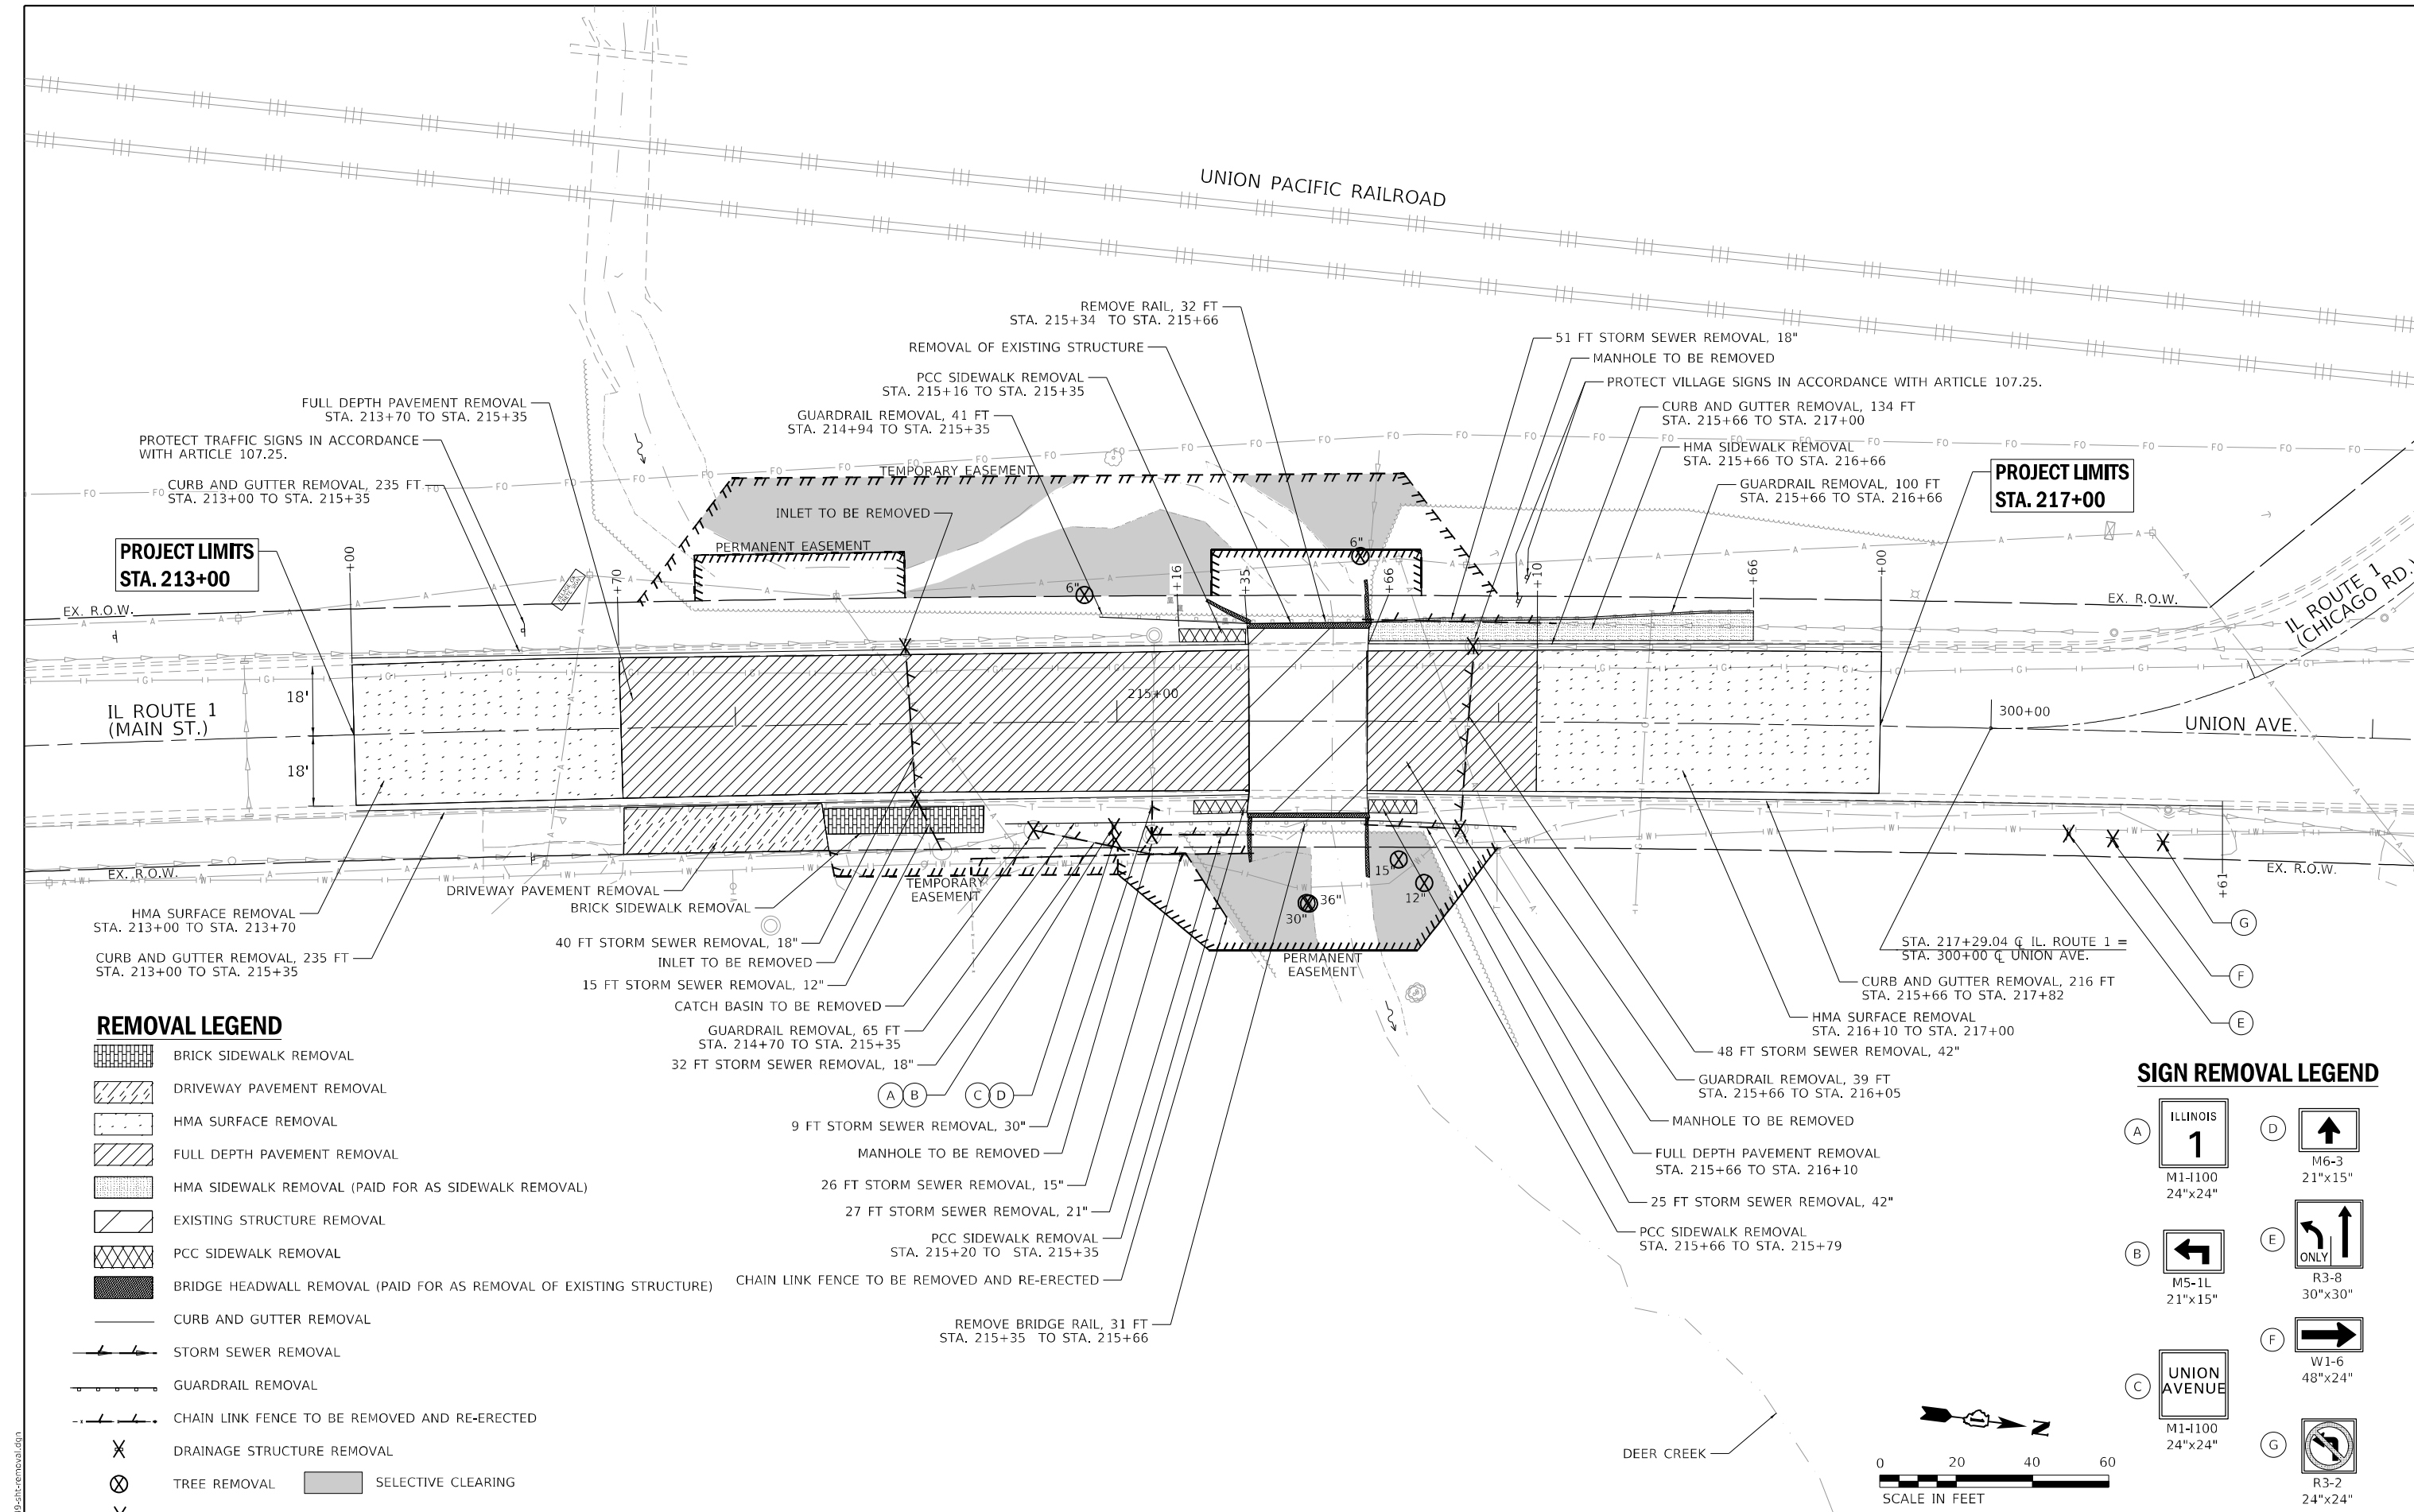 UNION PACIFIC RAILROAD
REMOVE RAIL, 32 FT
STA. 215+34 TO STA. 215+66
REMOVAL OF EXISTING STRUCTURE
PCC SIDEWALK REMOVAL
STA. 215+16 TO STA. 215+35
GUARDRAIL REMOVAL, 41 FT
STA. 214+94 TO STA. 215+35
FULL DEPTH PAVEMENT REMOVAL
STA. 213+70 TO STA. 215+35
PROTECT TRAFFIC SIGNS IN ACCORDANCE
WITH ARTICLE 107.25.
CURB AND GUTTER REMOVAL, 235 FT
STA. 213+00 TO STA. 215+35
51 FT STORM SEWER REMOVAL, 18"
MANHOLE TO BE REMOVED
PROTECT VILLAGE SIGNS IN ACCORDANCE WITH ARTICLE 107.25.
CURB AND GUTTER REMOVAL, 134 FT
STA. 215+66 TO STA. 217+00
HMA SIDEWALK REMOVAL
STA. 215+66 TO STA. 216+66
GUARDRAIL REMOVAL, 100 FT
STA. 215+66 TO STA. 216+66
PROJECT LIMITS
STA. 217+00
TEMPORARY EASEMENT
INLET TO BE REMOVED
PERMANENT EASEMENT
PROJECT LIMITS
STA. 213+00
+00
+70
+16
+35
+66
+10
+66
+00
6"
6"
EX. R.O.W.
EX. R.O.W.
IL ROUTE 1
(CHICAGO RD.)
18'
18'
IL ROUTE 1
(MAIN ST.)
215+00
300+00
UNION AVE.
EX. R.O.W.
EX. R.O.W.
+61
15"
12"
36"
30"
TEMPORARY
EASEMENT
PERMANENT
EASEMENT
DRIVEWAY PAVEMENT REMOVAL
BRICK SIDEWALK REMOVAL
HMA SURFACE REMOVAL
STA. 213+00 TO STA. 213+70
CURB AND GUTTER REMOVAL, 235 FT
STA. 213+00 TO STA. 215+35
40 FT STORM SEWER REMOVAL, 18"
INLET TO BE REMOVED
15 FT STORM SEWER REMOVAL, 12"
CATCH BASIN TO BE REMOVED
GUARDRAIL REMOVAL, 65 FT
STA. 214+70 TO STA. 215+35
32 FT STORM SEWER REMOVAL, 18"
A B C D
9 FT STORM SEWER REMOVAL, 30"
MANHOLE TO BE REMOVED
26 FT STORM SEWER REMOVAL, 15"
27 FT STORM SEWER REMOVAL, 21"
PCC SIDEWALK REMOVAL
STA. 215+20 TO STA. 215+35
CHAIN LINK FENCE TO BE REMOVED AND RE-ERECTED
REMOVE BRIDGE RAIL, 31 FT
STA. 215+35 TO STA. 215+66
G
F
E
STA. 217+29.04 ℄ IL. ROUTE 1 =
STA. 300+00 ℄ UNION AVE.
CURB AND GUTTER REMOVAL, 216 FT
STA. 215+66 TO STA. 217+82
HMA SURFACE REMOVAL
STA. 216+10 TO STA. 217+00
48 FT STORM SEWER REMOVAL, 42"
GUARDRAIL REMOVAL, 39 FT
STA. 215+66 TO STA. 216+05
MANHOLE TO BE REMOVED
FULL DEPTH PAVEMENT REMOVAL
STA. 215+66 TO STA. 216+10
25 FT STORM SEWER REMOVAL, 42"
PCC SIDEWALK REMOVAL
STA. 215+66 TO STA. 215+79
DEER CREEK
REMOVAL LEGEND
BRICK SIDEWALK REMOVAL
DRIVEWAY PAVEMENT REMOVAL
HMA SURFACE REMOVAL
FULL DEPTH PAVEMENT REMOVAL
HMA SIDEWALK REMOVAL (PAID FOR AS SIDEWALK REMOVAL)
EXISTING STRUCTURE REMOVAL
PCC SIDEWALK REMOVAL
BRIDGE HEADWALL REMOVAL (PAID FOR AS REMOVAL OF EXISTING STRUCTURE)
CURB AND GUTTER REMOVAL
STORM SEWER REMOVAL
GUARDRAIL REMOVAL
CHAIN LINK FENCE TO BE REMOVED AND RE-ERECTED
DRAINAGE STRUCTURE REMOVAL
TREE REMOVAL
SELECTIVE CLEARING
SIGN REMOVAL LEGEND
A
ILLINOIS
1
M1-I100
24"x24"
B
M5-1L
21"x15"
C
UNION
AVENUE
M1-I100
24"x24"
D
M6-3
21"x15"
E
ONLY
R3-8
30"x30"
F
W1-6
48"x24"
G
R3-2
24"x24"
N
0 20 40 60
SCALE IN FEET